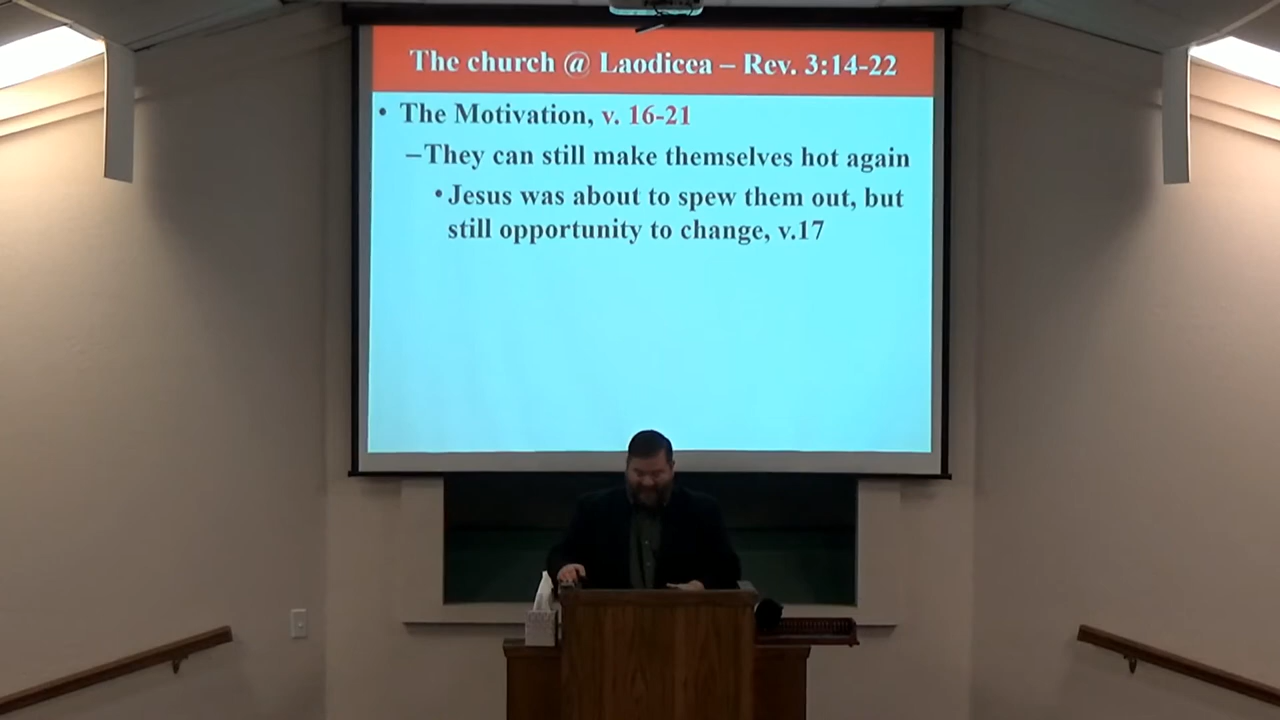 The church @ Laodicea – Rev. 3:14-22
• The Motivation, v. 16-21
–They can still make themselves hot again
• Jesus was about to spew them out, but
still opportunity to change, v.17